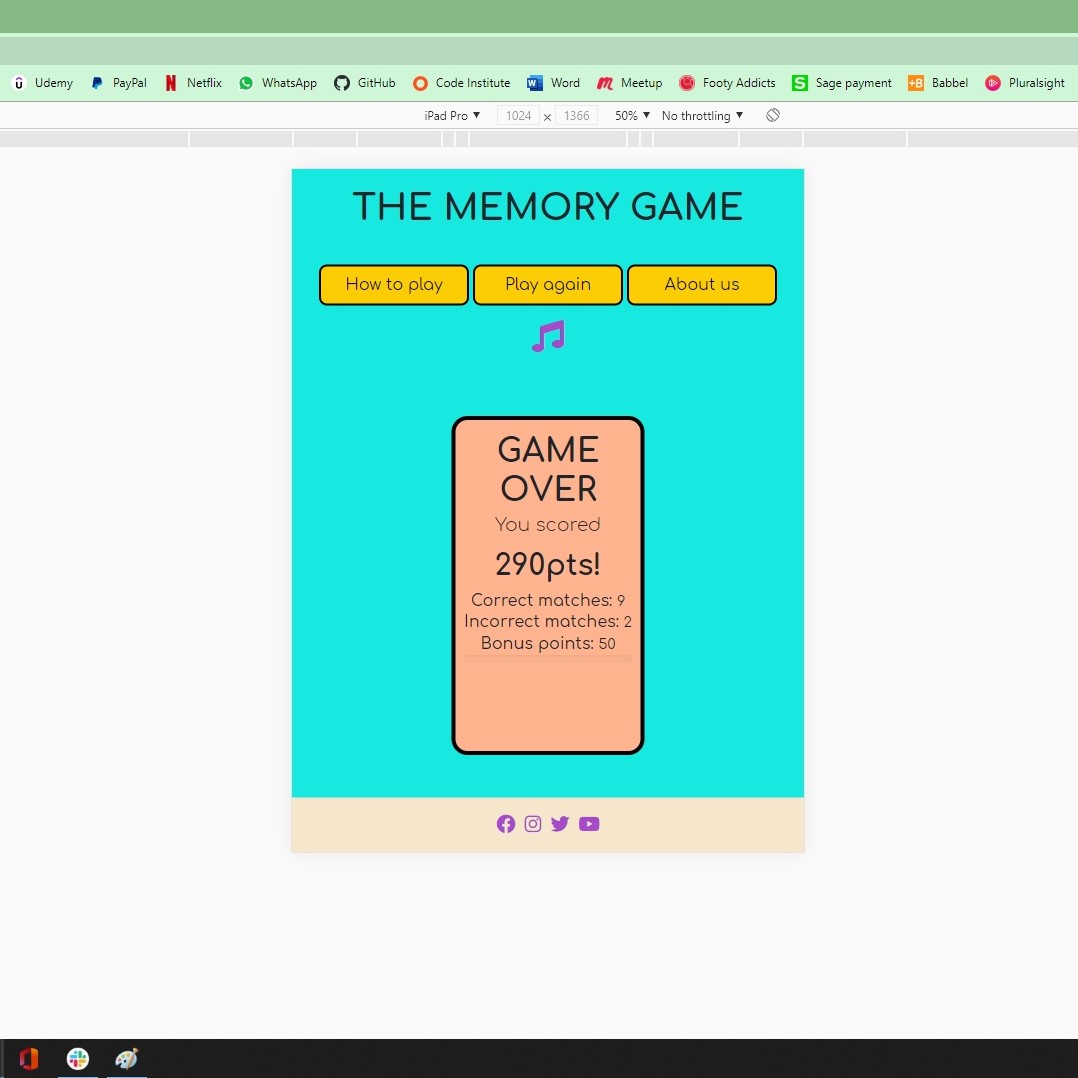 Udemy PayPal Netflix WhatsApp GitHub Code Institute Word Meetup Footy Addicts Sage payment Babbel Pluralsight
iPad Pro 1024 x 1366 50% No throttling
THE MEMORY GAME
How to play Play again About us
GAME
OVER
You scored
290pts!
Correct matches: 9
Incorrect matches: 2
Bonus points: 50